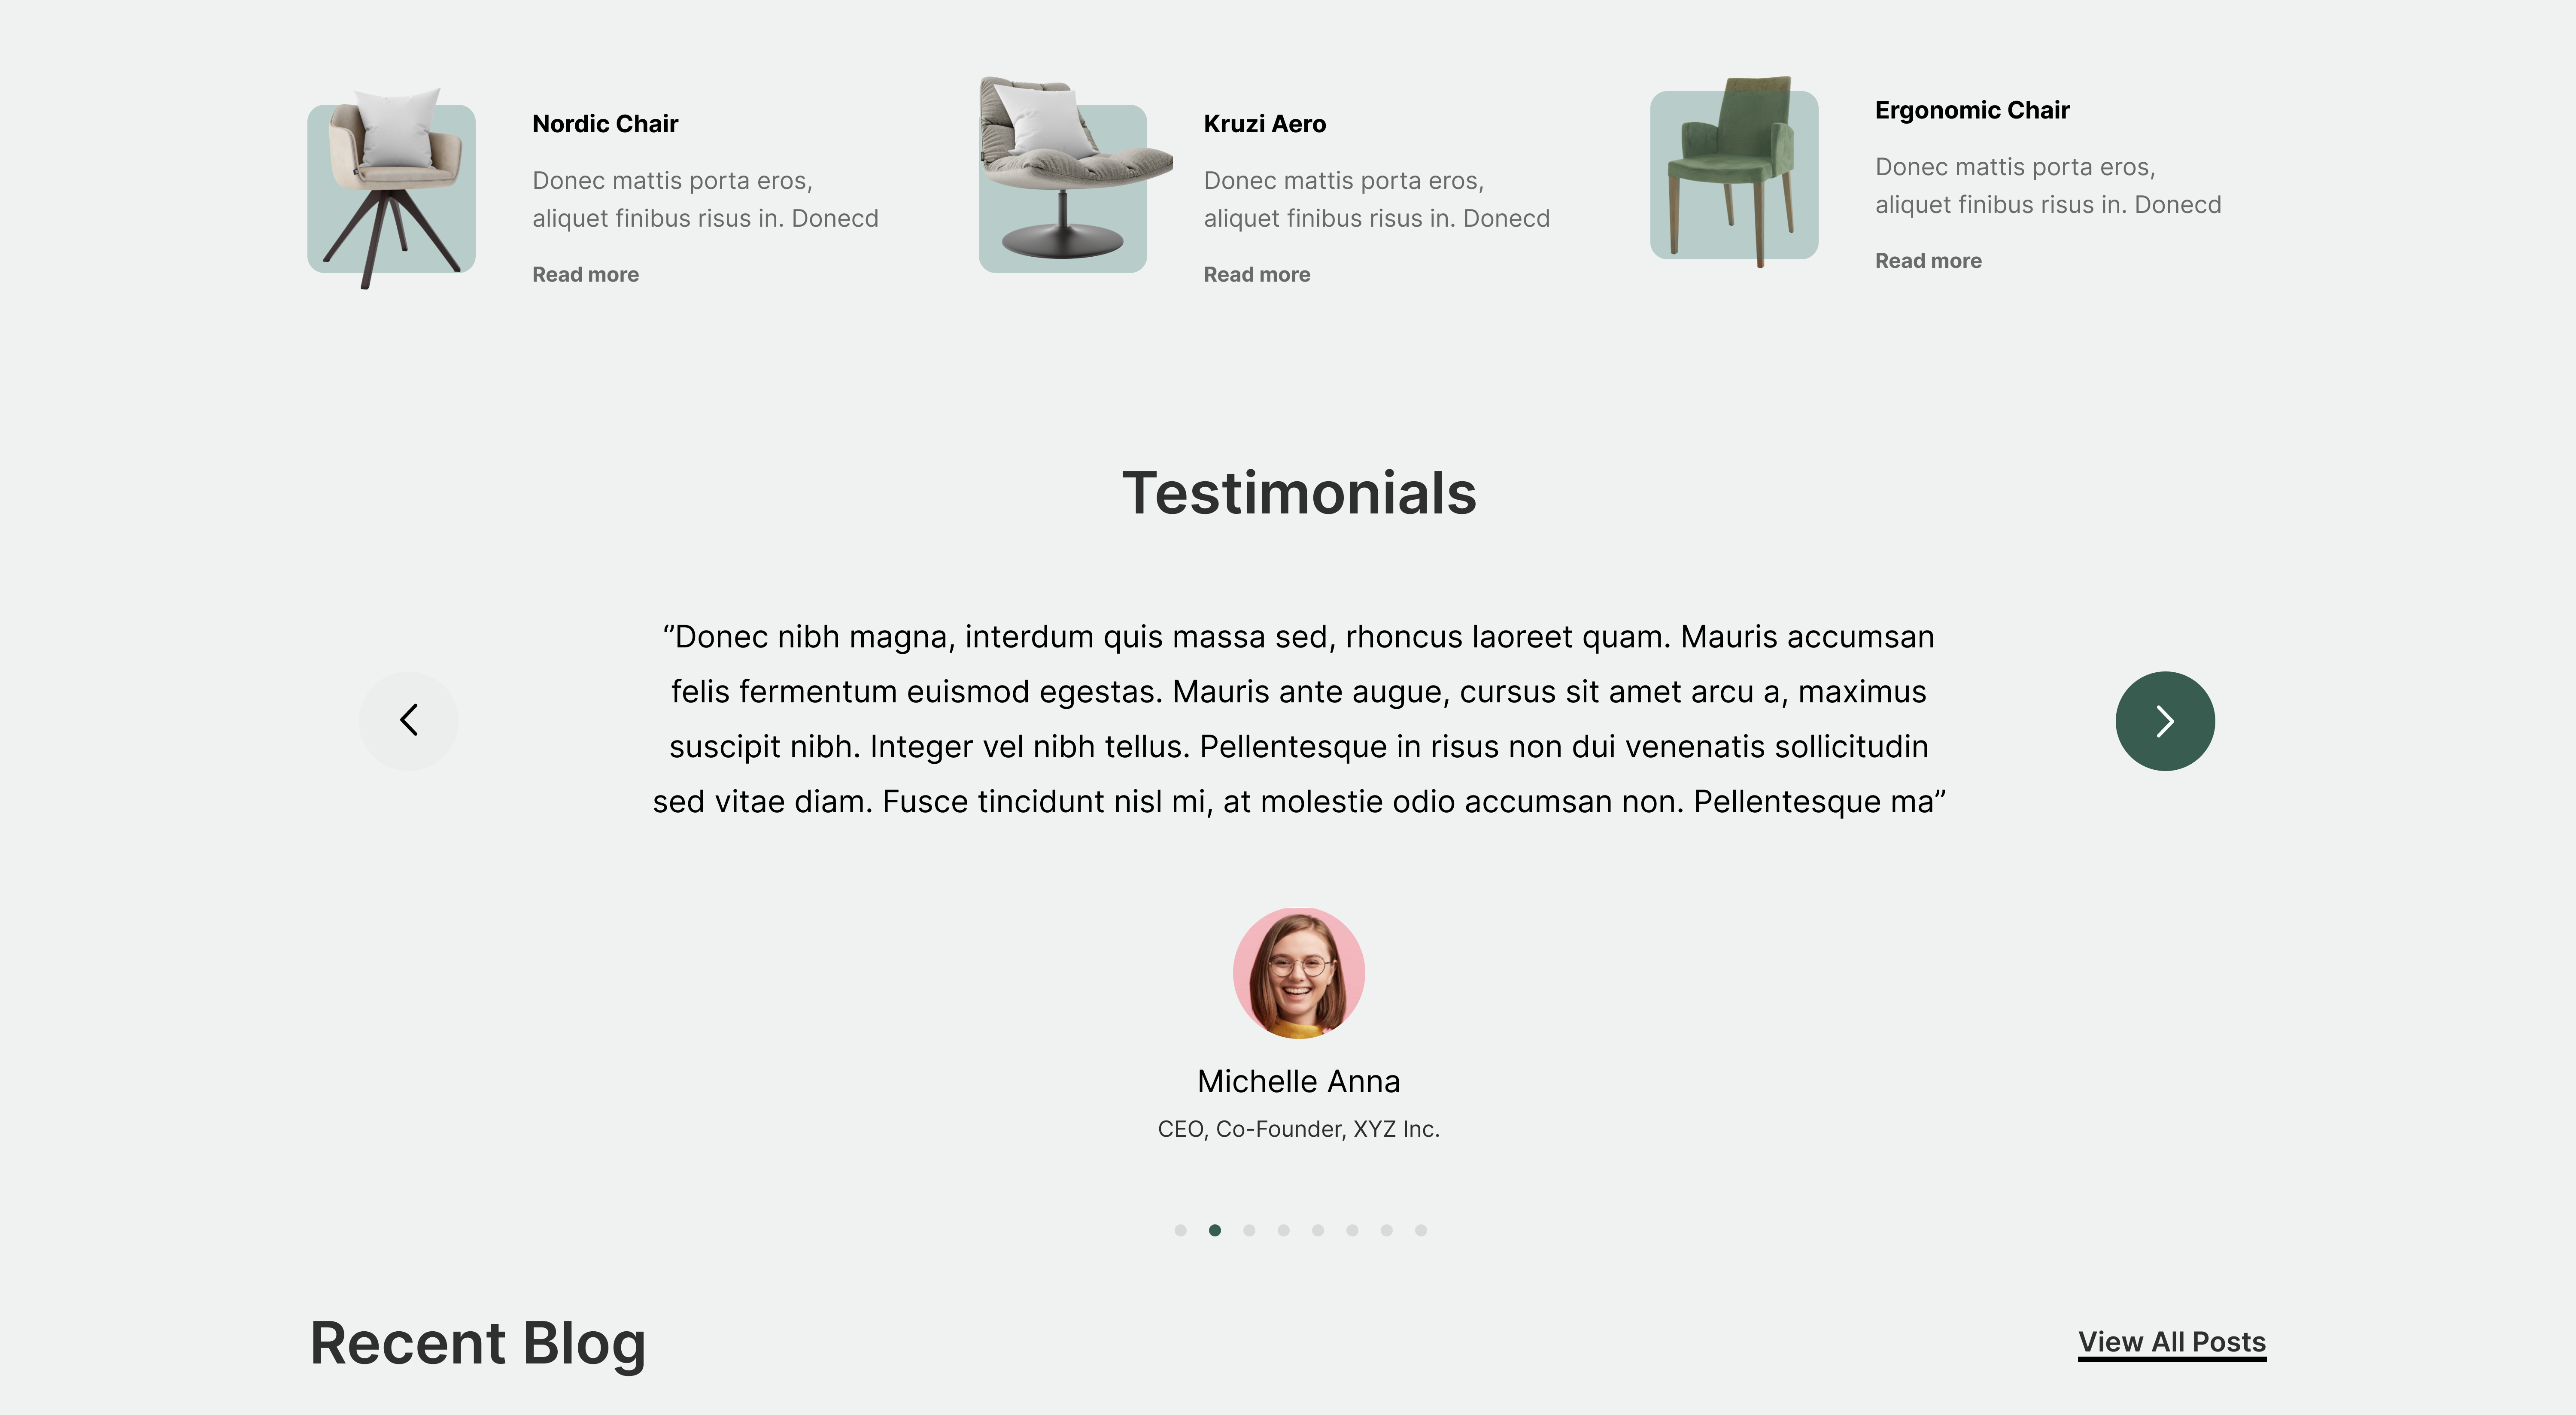 Nordic Chair
Donec mattis porta eros,
aliquet finibus risus in. Donecd
Read more
Kruzi Aero
Donec mattis porta eros,
aliquet finibus risus in. Donecd
Read more
Ergonomic Chair
Donec mattis porta eros,
aliquet finibus risus in. Donecd
Read more
Testimonials
“Donec nibh magna, interdum quis massa sed, rhoncus laoreet quam. Mauris accumsan
felis fermentum euismod egestas. Mauris ante augue, cursus sit amet arcu a, maximus
suscipit nibh. Integer vel nibh tellus. Pellentesque in risus non dui venenatis sollicitudin
sed vitae diam. Fusce tincidunt nisl mi, at molestie odio accumsan non. Pellentesque ma”
Michelle Anna
CEO, Co-Founder, XYZ Inc.
Recent Blog
View All Posts